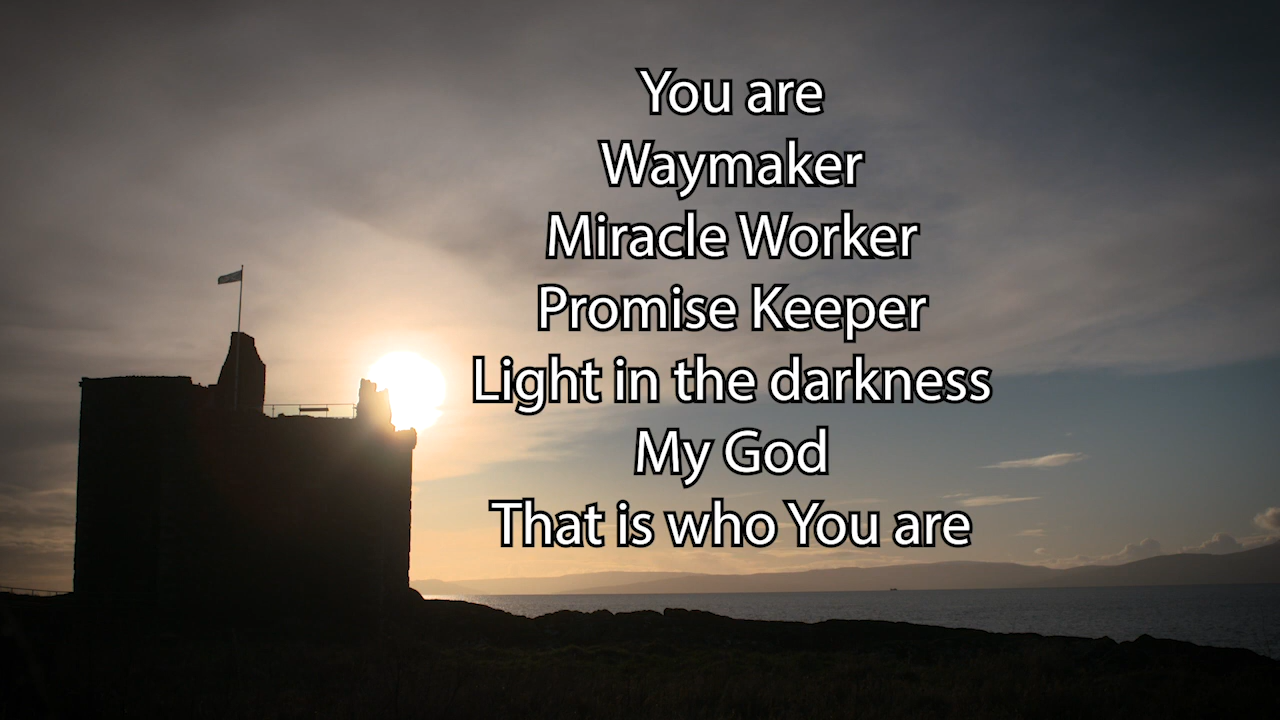 You are
Waymaker
Miracle Worker
Promise Keeper
Light in the darkness
My God
That is who You are